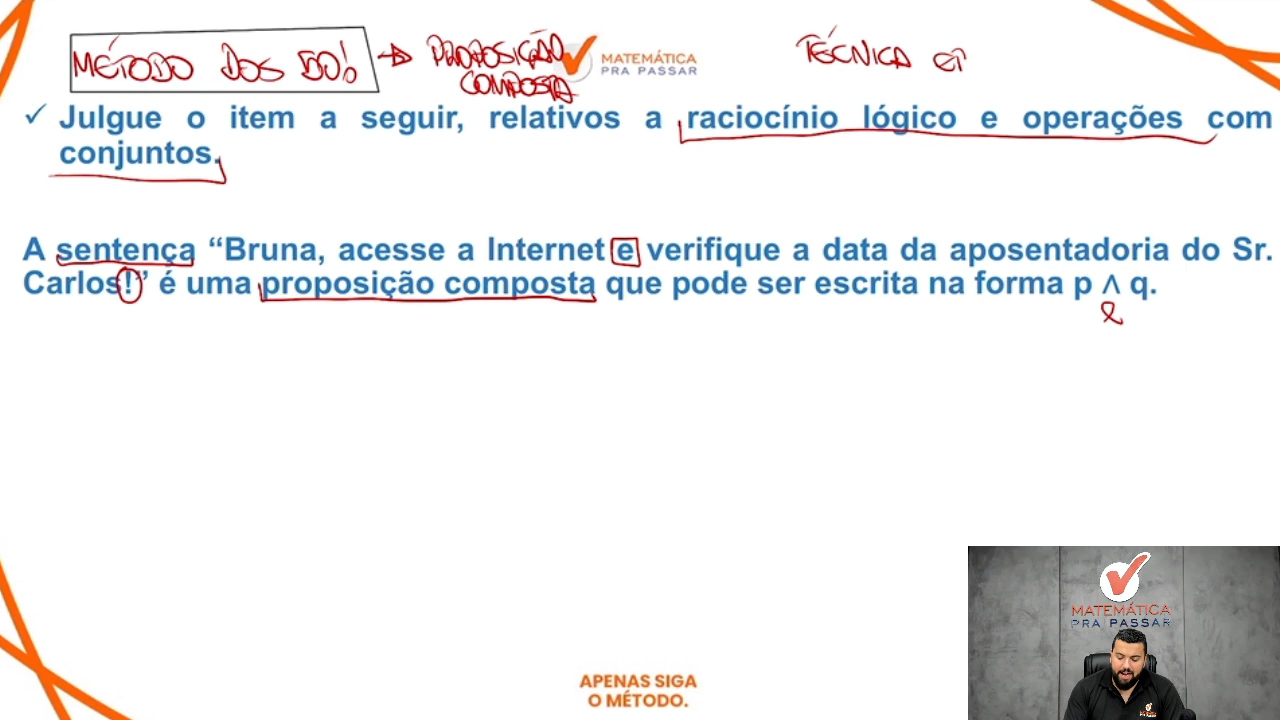 MÉTODO DOS 50! → PROPOSIÇÃO COMPOSTA
MATEMÁTICA
PRA PASSAR
TÉCNICA
✓ Julgue o item a seguir, relativos a raciocínio lógico e operações com
conjuntos.
A sentença “Bruna, acesse a Internet e verifique a data da aposentadoria do Sr.
Carlos!” é uma proposição composta que pode ser escrita na forma p ∧ q.
e
MATEMÁTICA
PRA PASSAR
APENAS SIGA
O MÉTODO.